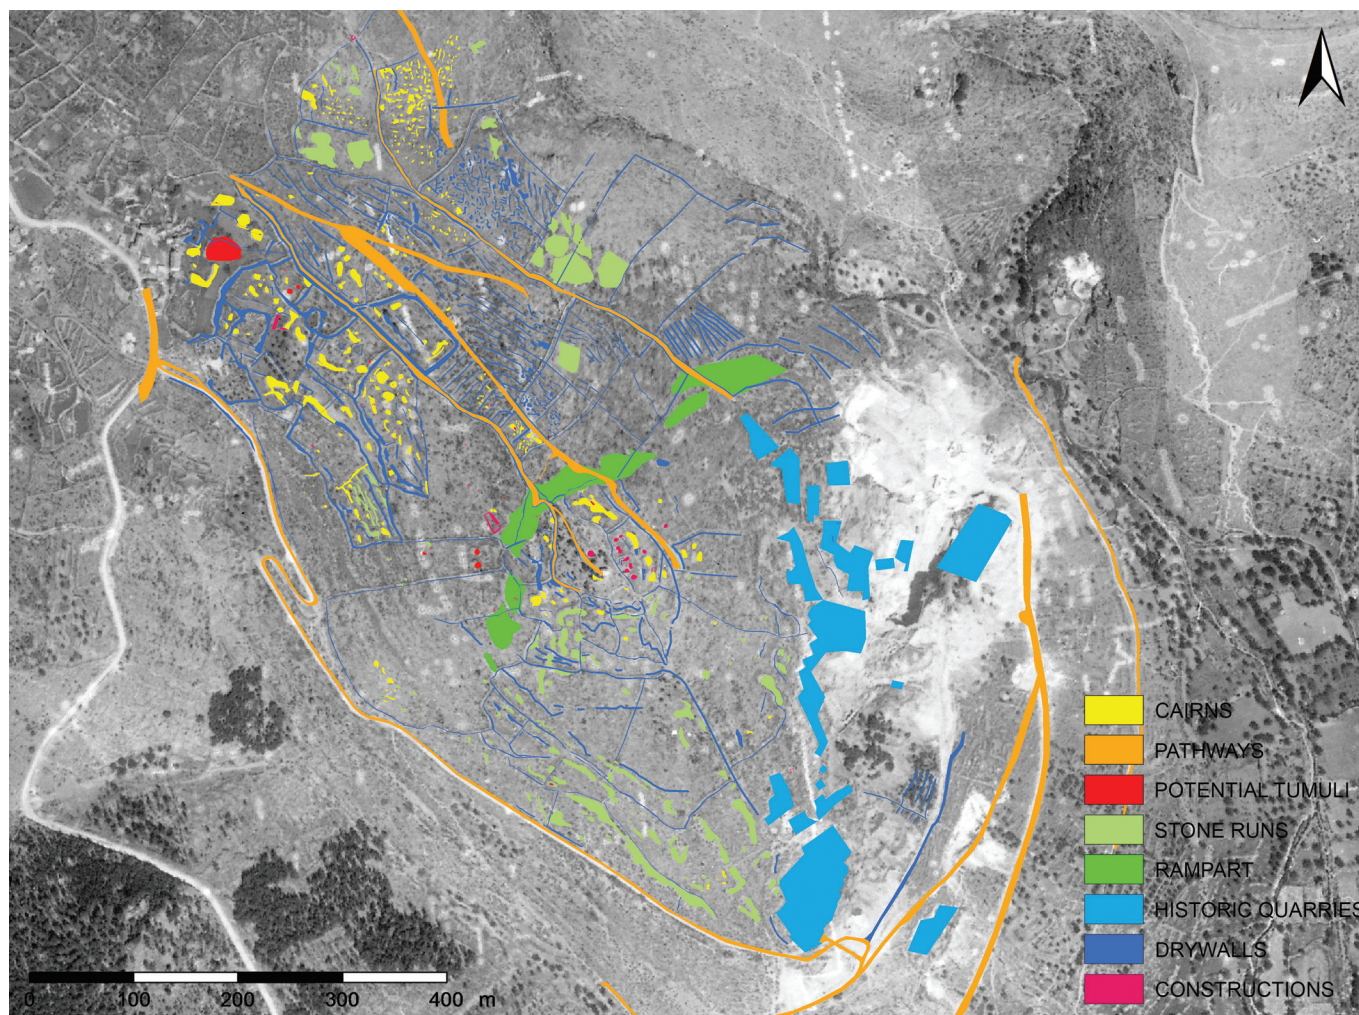 CAIRNS
PATHWAYS
POTENTIAL TUMULI
STONE RUNS
RAMPART
HISTORIC QUARRIES
DRYWALLS
CONSTRUCTIONS
0 100 200 300 400 m